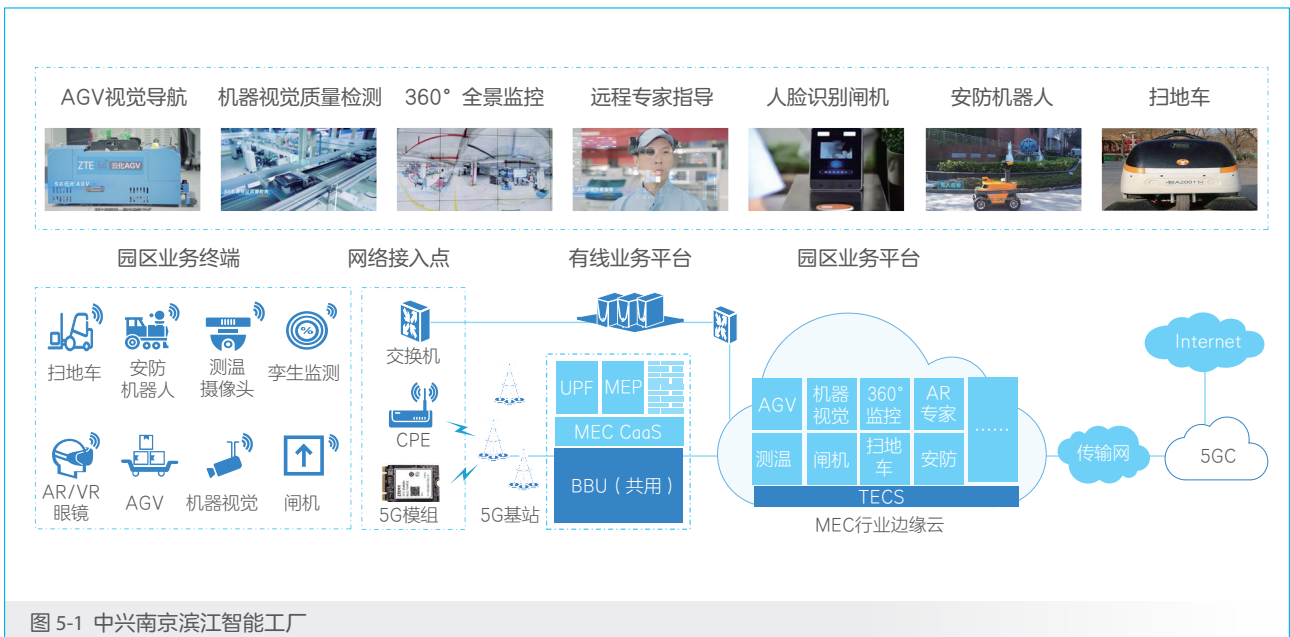 AGV视觉导航
机器视觉质量检测
360°全景监控
远程专家指导
人脸识别闸机
安防机器人
扫地车
ZTE
云化AGV
园区业务终端
网络接入点
有线业务平台
园区业务平台
扫地车
安防
机器人
测温
摄像头
%
孪生监测
AR/VR
眼镜
AGV
机器视觉
闸机
交换机
CPE
5G模组
5G基站
UPF
MEP
MEC CaaS
BBU（共用）
AGV
机器
视觉
360°
监控
AR
专家
……
测温
闸机
扫地
车
安防
TECS
MEC行业边缘云
传输网
Internet
5GC
图 5-1 中兴南京滨江智能工厂